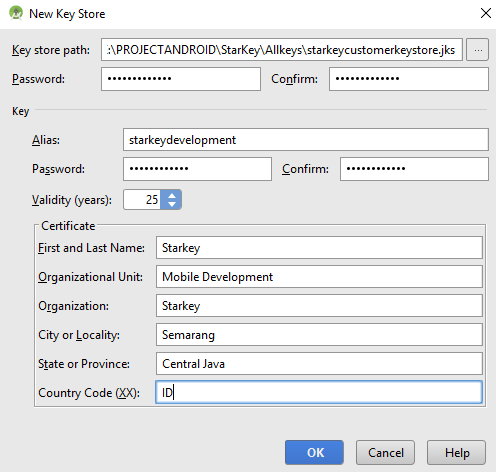 New Key Store
Key store path: :\PROJECTANDROID\StarKey\Allkeys\starkeycustomerkeystore.jks ...
Password: ••••••••••••• Confirm: •••••••••••••
Key
Alias: starkeydevelopment
Password: •••••••••••• Confirm: ••••••••••••
Validity (years): 25
Certificate
First and Last Name: Starkey
Organizational Unit: Mobile Development
Organization: Starkey
City or Locality: Semarang
State or Province: Central Java
Country Code (XX): ID
OK Cancel Help